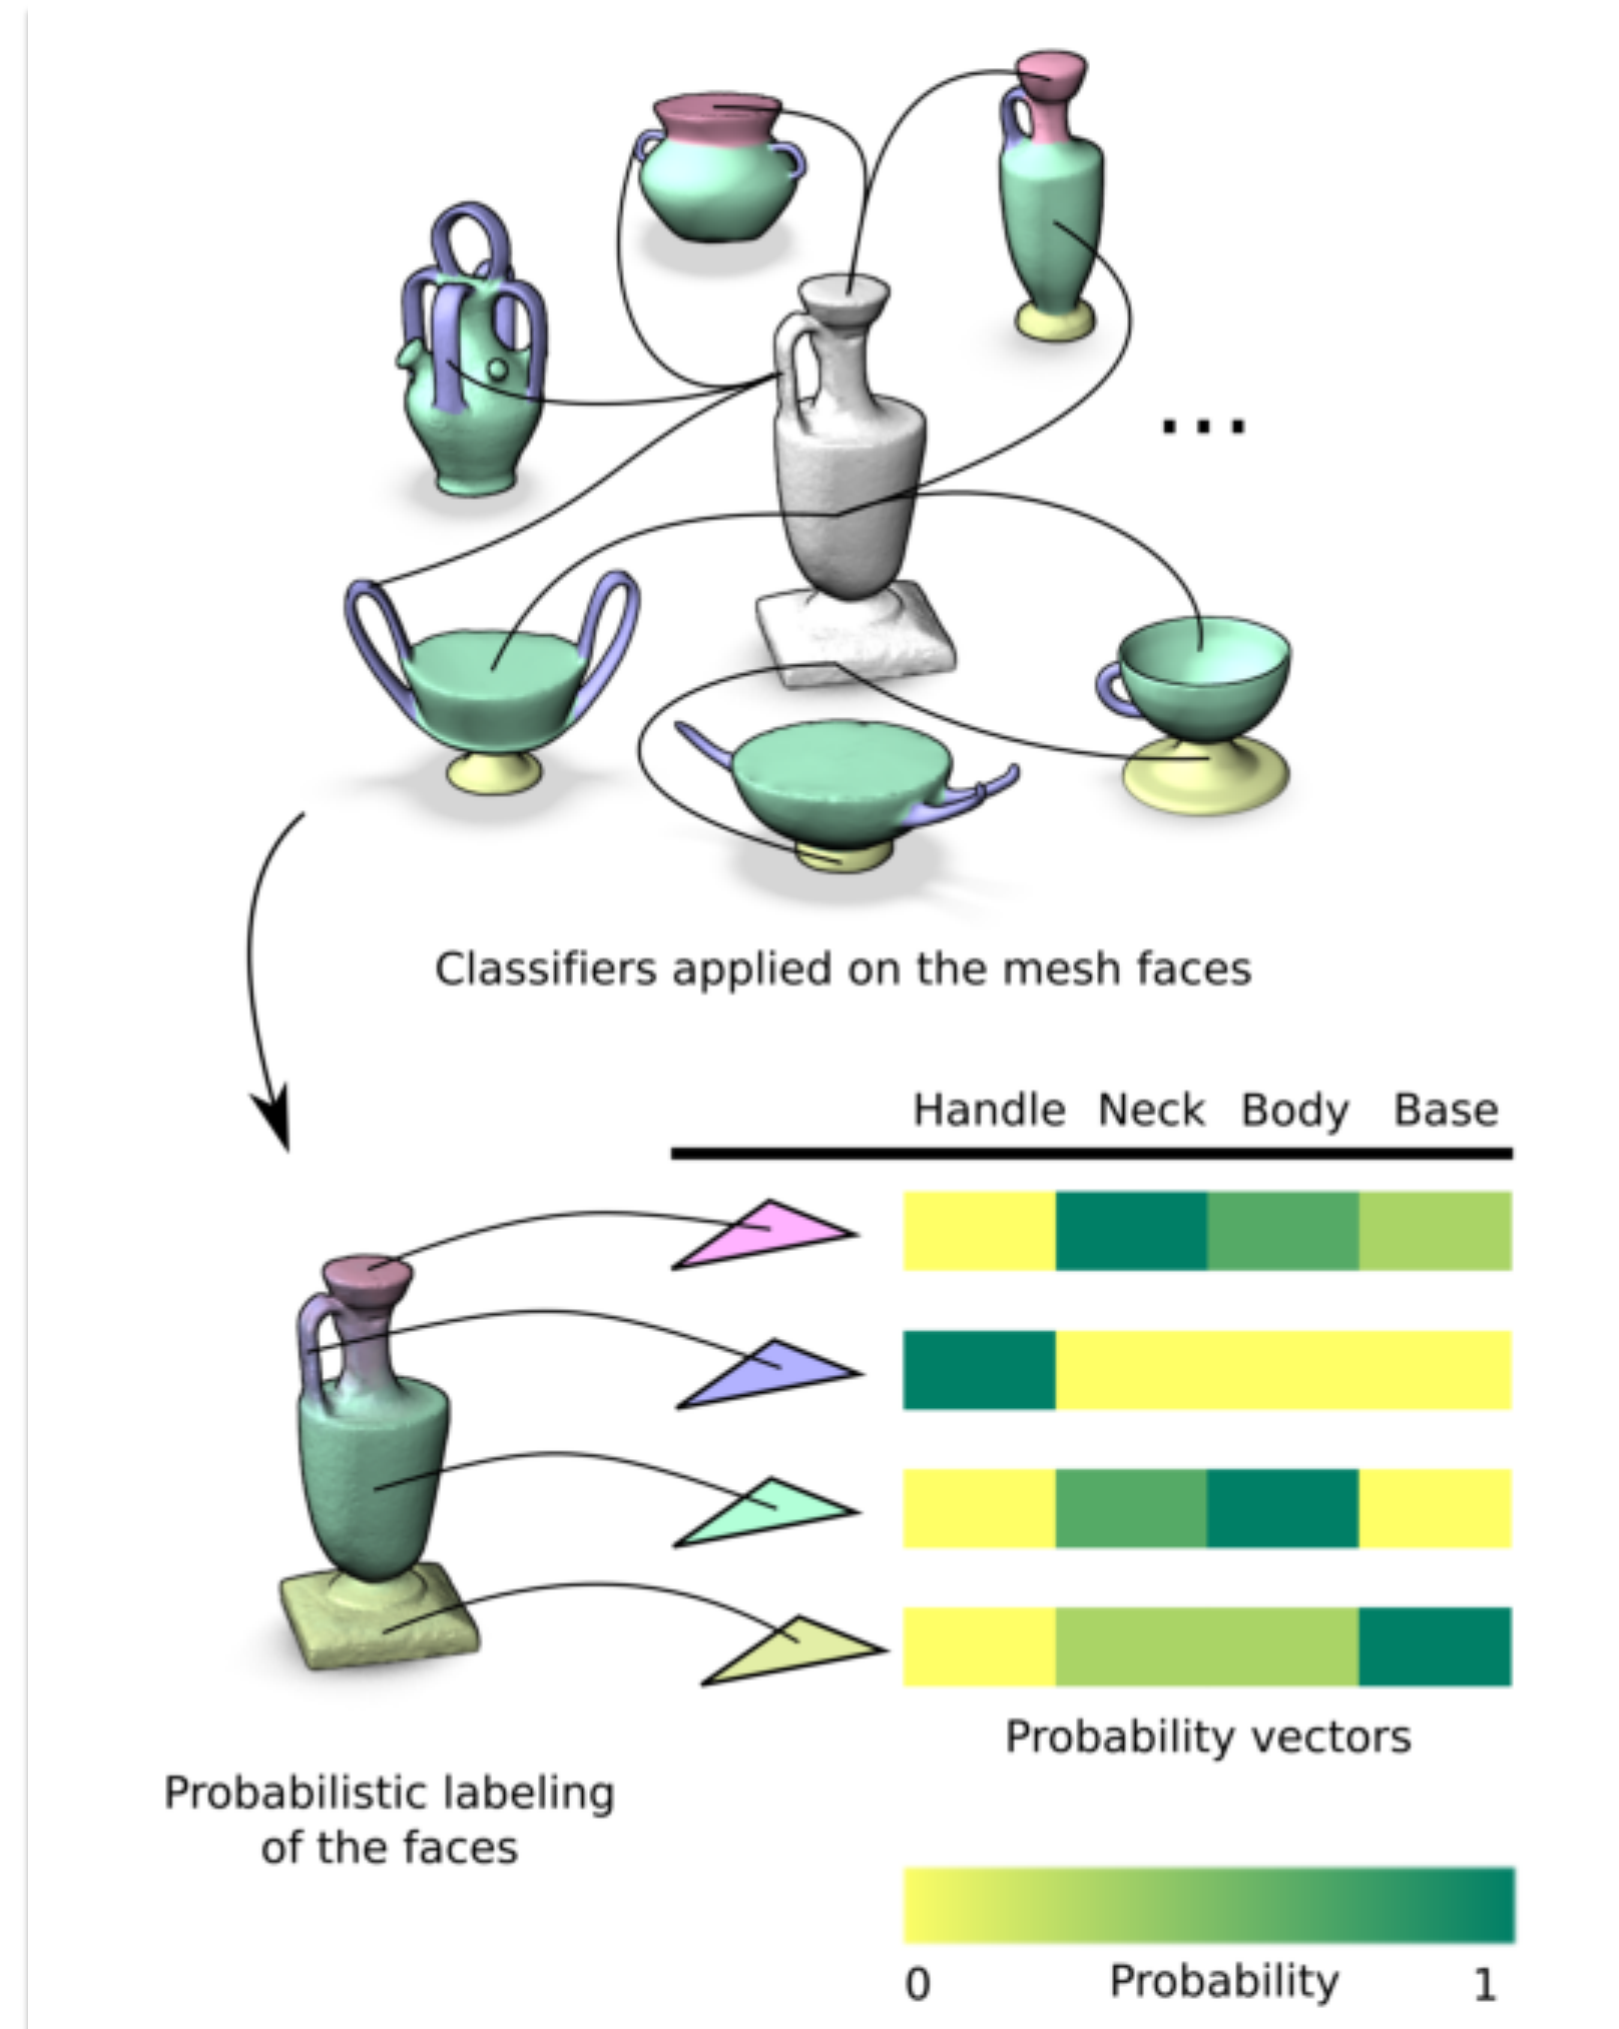 ...
Classifiers applied on the mesh faces
Handle Neck Body Base
Probability vectors
Probabilistic labeling
of the faces
0 Probability 1